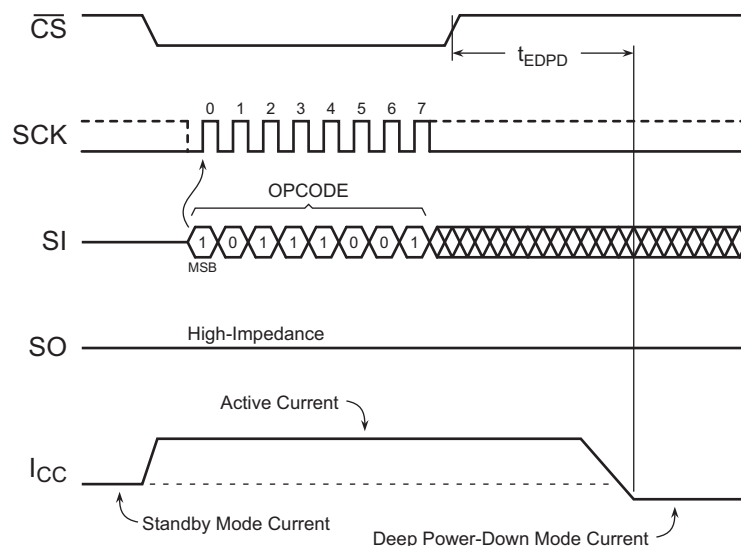 CS
tEDPD
0 1 2 3 4 5 6 7
SCK
OPCODE
SI
1 0 1 1 1 0 0 1
MSB
High-Impedance
SO
Active Current
ICC
Standby Mode Current
Deep Power-Down Mode Current